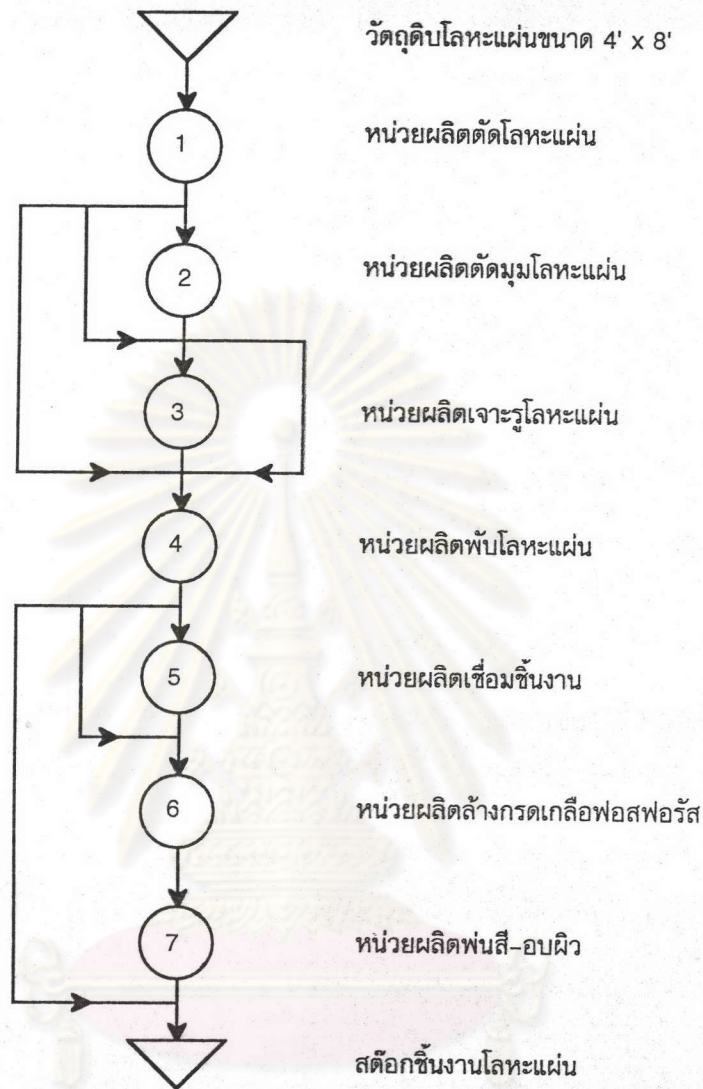 วัตถุดิบโลหะแผ่นขนาด 4' x 8'
1 หน่วยผลิตตัดโลหะแผ่น
2 หน่วยผลิตตัดมุมโลหะแผ่น
3 หน่วยผลิตเจาะรูโลหะแผ่น
4 หน่วยผลิตพับโลหะแผ่น
5 หน่วยผลิตเชื่อมชิ้นงาน
6 หน่วยผลิตล้างกรดเกลือฟอสฟอรัส
7 หน่วยผลิตพ่นสี-อบผิว
สต๊อกชิ้นงานโลหะแผ่น